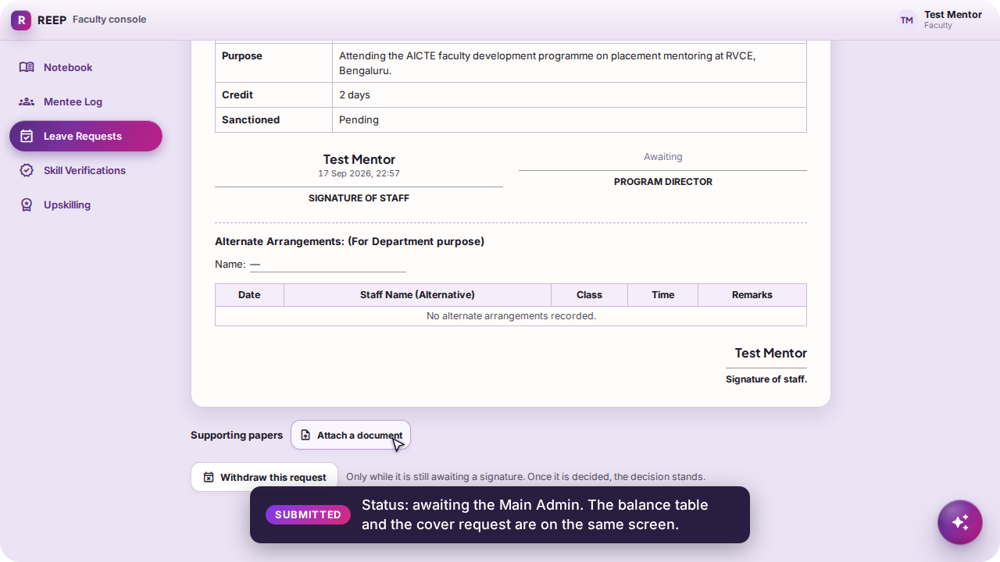 R REEP Faculty console
TM Test Mentor
Faculty
Notebook
Mentee Log
Leave Requests
Skill Verifications
Upskilling
Purpose Attending the AICTE faculty development programme on placement mentoring at RVCE,
Bengaluru.
Credit 2 days
Sanctioned Pending
Test Mentor
17 Sep 2026, 22:57
SIGNATURE OF STAFF
Awaiting
PROGRAM DIRECTOR
Alternate Arrangements: (For Department purpose)
Name: —
Date Staff Name (Alternative) Class Time Remarks
No alternate arrangements recorded.
Test Mentor
Signature of staff.
Supporting papers Attach a document
Withdraw this request Only while it is still awaiting a signature. Once it is decided, the decision stands.
SUBMITTED Status: awaiting the Main Admin. The balance table
and the cover request are on the same screen.